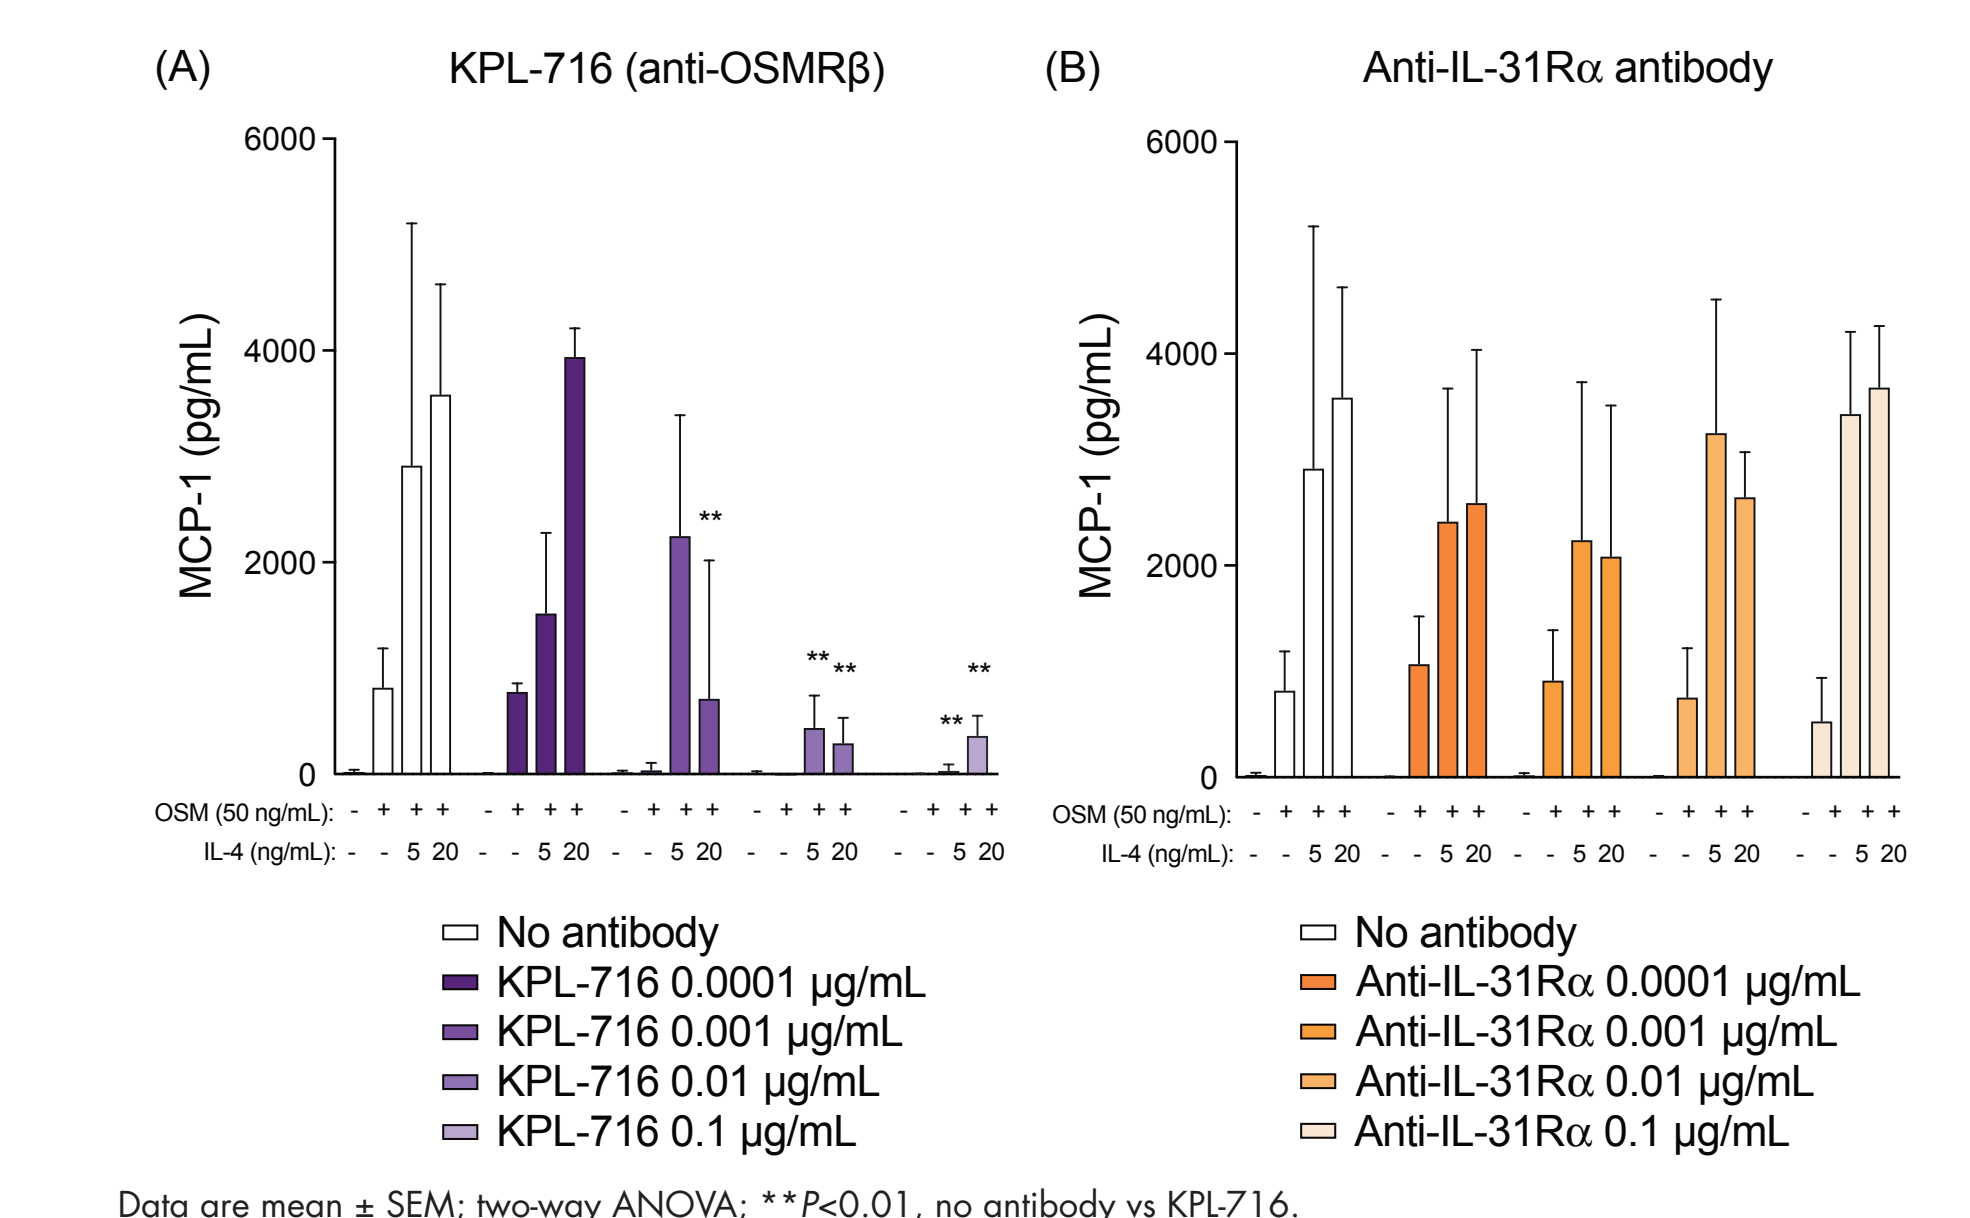 (A) KPL-716 (anti-OSMRβ)
6000
4000
2000
0
MCP-1 (pg/mL)
** ** ** ** **
OSM (50 ng/mL): - + + + - + + + - + + + - + + + - + + +
IL-4 (ng/mL): - - 5 20 - - 5 20 - - 5 20 - - 5 20 - - 5 20
No antibody
KPL-716 0.0001 µg/mL
KPL-716 0.001 µg/mL
KPL-716 0.01 µg/mL
KPL-716 0.1 µg/mL
(B) Anti-IL-31Rα antibody
6000
4000
2000
0
MCP-1 (pg/mL)
OSM (50 ng/mL): - + + + - + + + - + + + - + + + - + + +
IL-4 (ng/mL): - - 5 20 - - 5 20 - - 5 20 - - 5 20 - - 5 20
No antibody
Anti-IL-31Rα 0.0001 µg/mL
Anti-IL-31Rα 0.001 µg/mL
Anti-IL-31Rα 0.01 µg/mL
Anti-IL-31Rα 0.1 µg/mL
Data are mean ± SEM; two-way ANOVA; **P<0.01, no antibody vs KPL-716.